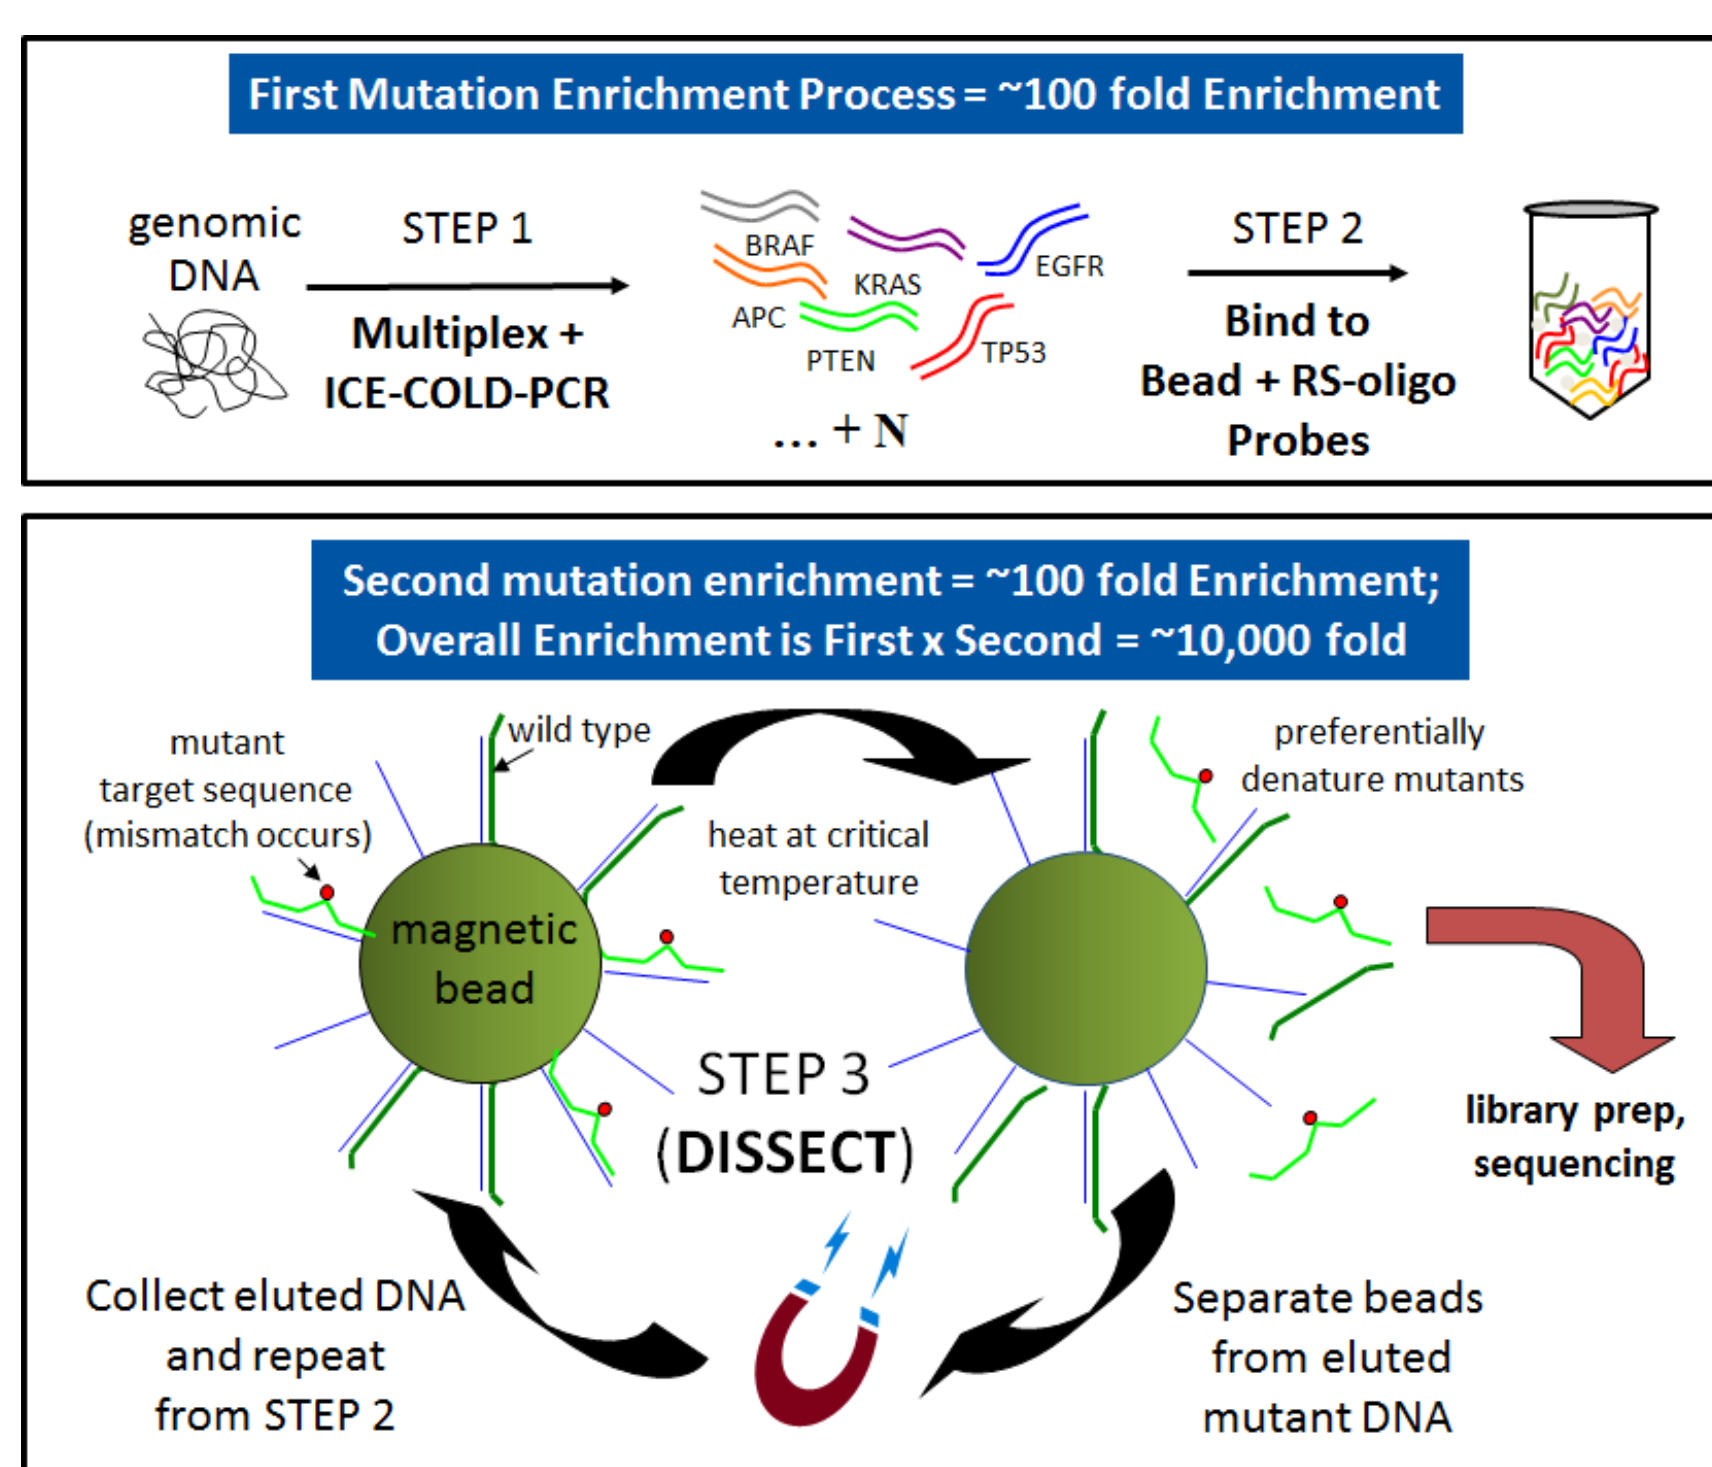 First Mutation Enrichment Process = ~100 fold Enrichment
genomic
DNA
STEP 1
Multiplex +
ICE-COLD-PCR
BRAF
EGFR
KRAS
APC
TP53
PTEN
... + N
STEP 2
Bind to
Bead + RS-oligo
Probes
Second mutation enrichment = ~100 fold Enrichment;
Overall Enrichment is First x Second = ~10,000 fold
mutant
target sequence
(mismatch occurs)
wild type
magnetic
bead
heat at critical
temperature
preferentially
denature mutants
STEP 3
(DISSECT)
library prep,
sequencing
Separate beads
from eluted
mutant DNA
Collect eluted DNA
and repeat
from STEP 2